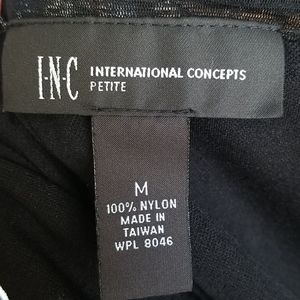 I·N·C INTERNATIONAL CONCEPTS
PETITE
M
100% NYLON
MADE IN
TAIWAN
WPL 8046